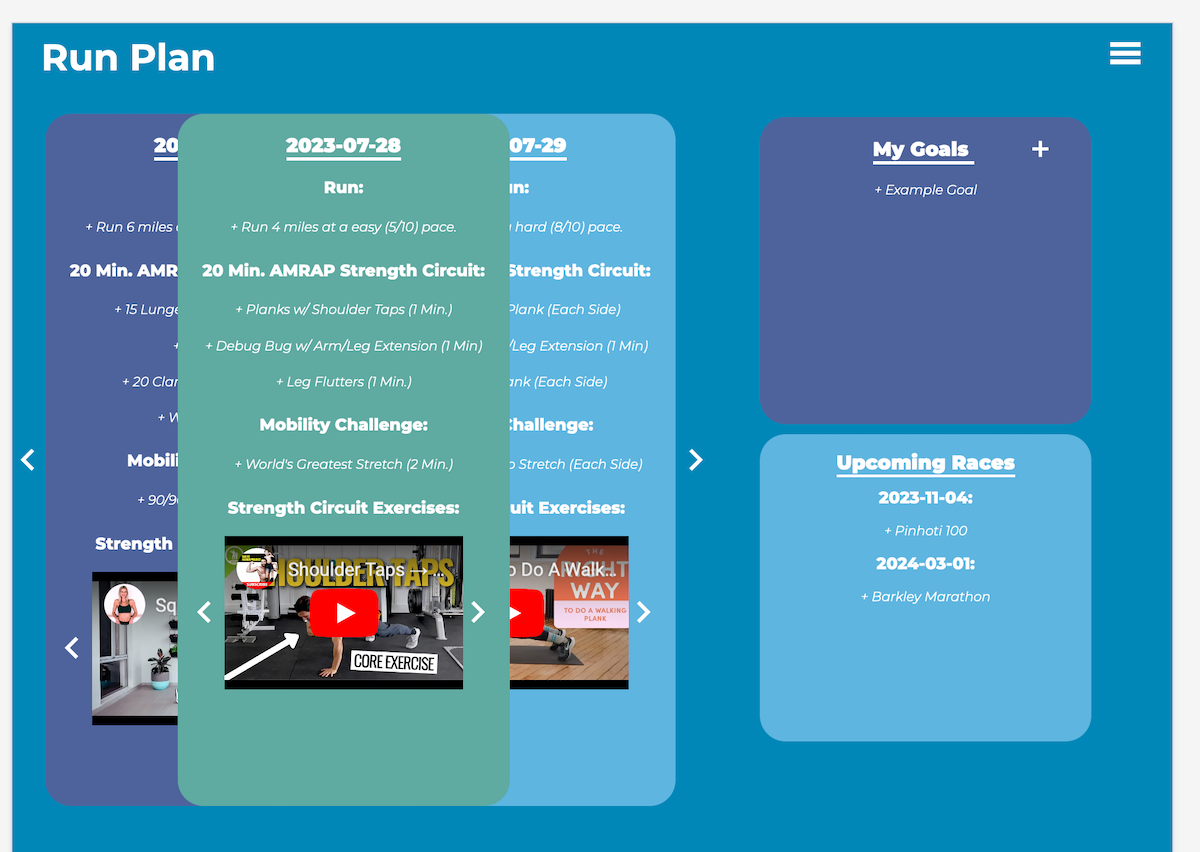 Run Plan
20
+ Run 6 miles
20 Min. AMR
+ 15 Lunge
+
+ 20 Clar
+ W
Mobili
+ 90/90
Strength
Sq
2023-07-28
Run:
+ Run 4 miles at a easy (5/10) pace.
20 Min. AMRAP Strength Circuit:
+ Planks w/ Shoulder Taps (1 Min.)
+ Debug Bug w/ Arm/Leg Extension (1 Min)
+ Leg Flutters (1 Min.)
Mobility Challenge:
+ World's Greatest Stretch (2 Min.)
Strength Circuit Exercises:
Shoulder Taps → ...
SHOULDER TAPS
CORE EXERCISE
07-29
un:
hard (8/10) pace.
Strength Circuit:
Plank (Each Side)
/Leg Extension (1 Min)
ank (Each Side)
Challenge:
o Stretch (Each Side)
uit Exercises:
o Do A Walk...
THE
RIGHT
WAY
TO DO A WALKING
PLANK
My Goals +
+ Example Goal
Upcoming Races
2023-11-04:
+ Pinhoti 100
2024-03-01:
+ Barkley Marathon